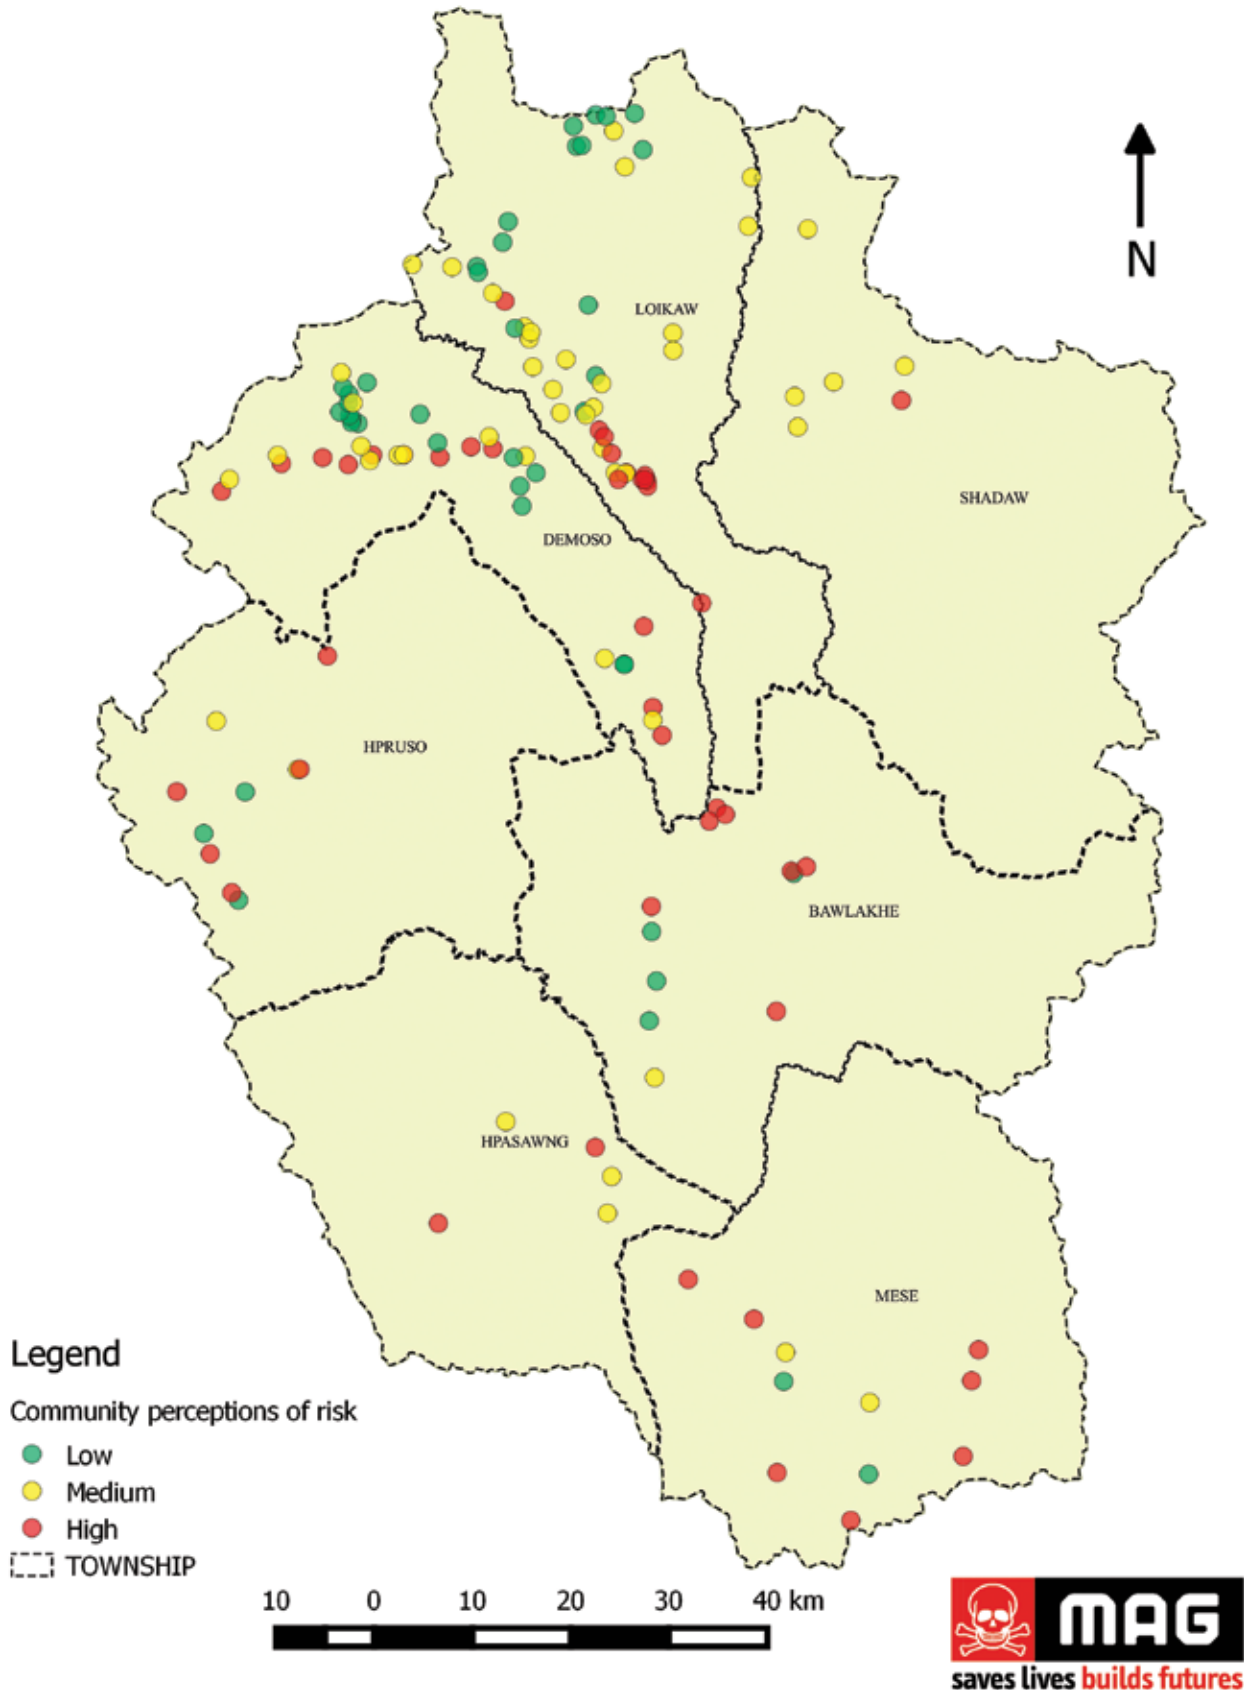 N
LOIKAW
SHADAW
DEMOSO
HPRUSO
BAWLAKHE
HPASAWNG
MESE
Legend
Community perceptions of risk
Low
Medium
High
TOWNSHIP
10 0 10 20 30 40 km
MAG
saves lives builds futures